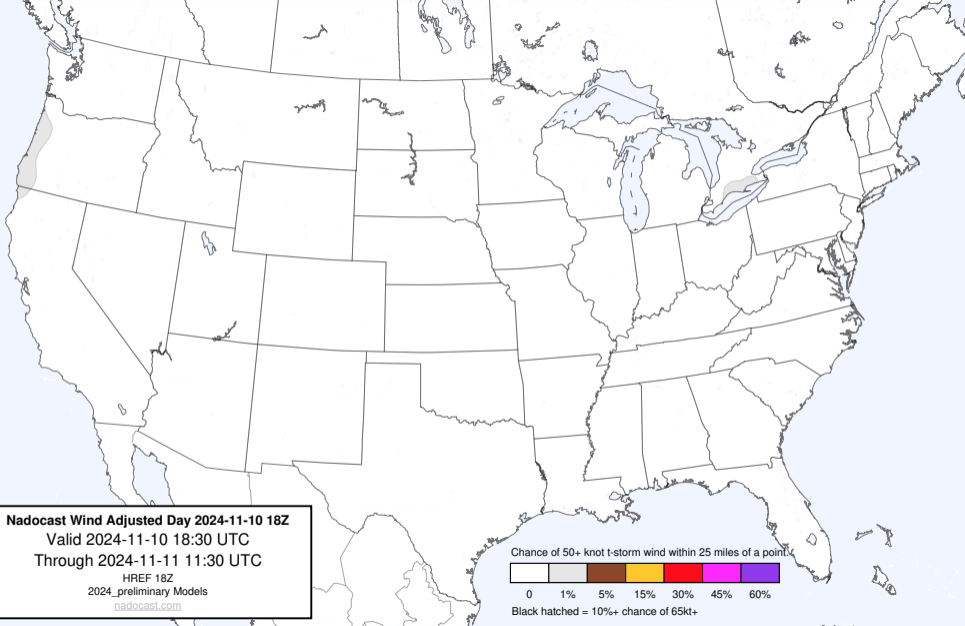 Nadocast Wind Adjusted Day 2024-11-10 18Z
Valid 2024-11-10 18:30 UTC
Through 2024-11-11 11:30 UTC
HREF 18Z
2024_preliminary Models
nadocast.com
Chance of 50+ knot t-storm wind within 25 miles of a point.
0 1% 5% 15% 30% 45% 60%
Black hatched = 10%+ chance of 65kt+